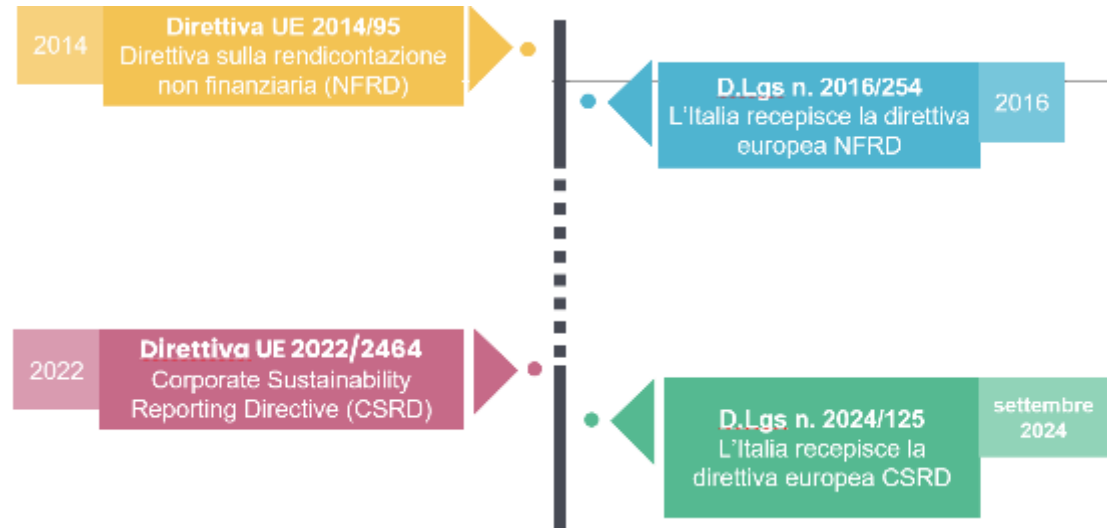 2014
Direttiva UE 2014/95
Direttiva sulla rendicontazione
non finanziaria (NFRD)
D.Lgs n. 2016/254
L'Italia recepisce la direttiva
europea NFRD
2016
2022
Direttiva UE 2022/2464
Corporate Sustainability
Reporting Directive (CSRD)
D.Lgs n. 2024/125
L'Italia recepisce la
direttiva europea CSRD
settembre
2024